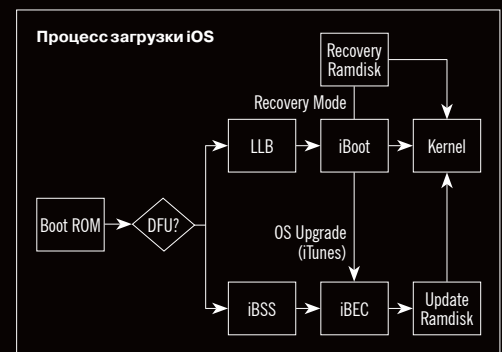 Процесс загрузки iOS
Recovery
Ramdisk
Recovery Mode
LLB
iBoot
Kernel
Boot ROM
DFU?
OS Upgrade
(iTunes)
iBSS
iBEC
Update
Ramdisk